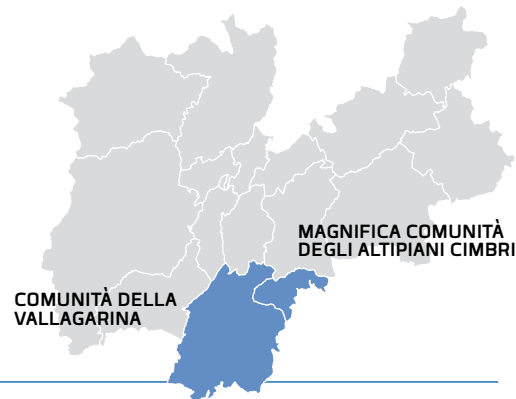 MAGNIFICA COMUNITÀ
DEGLI ALTIPIANI CIMBRI
COMUNITÀ DELLA
VALLAGARINA